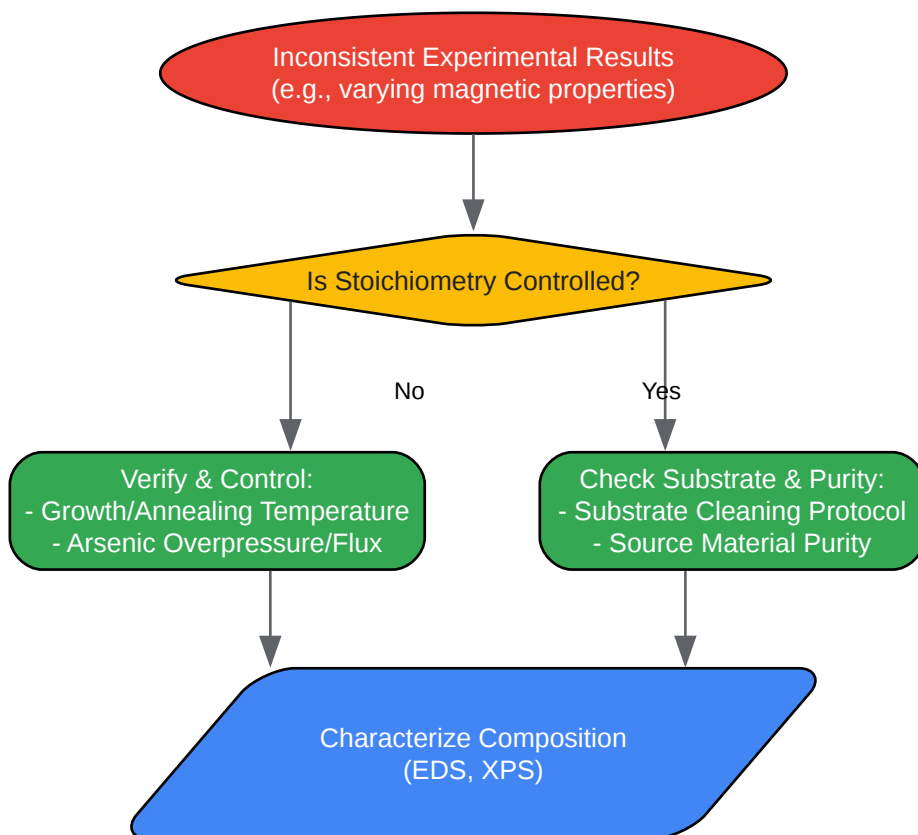 Inconsistent Experimental Results
(e.g., varying magnetic properties)
Is Stoichiometry Controlled?
No
Yes
Verify & Control:
- Growth/Annealing Temperature
- Arsenic Overpressure/Flux
Check Substrate & Purity:
- Substrate Cleaning Protocol
- Source Material Purity
Characterize Composition
(EDS, XPS)